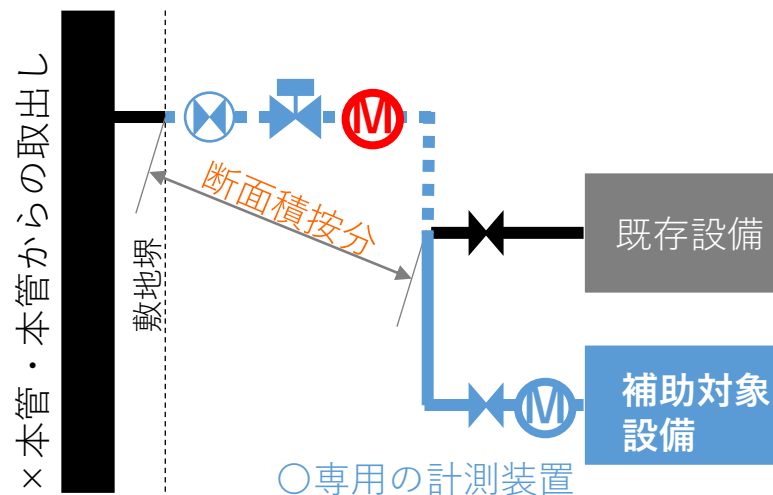 ×本管・本管からの取出し
敷地堺
断面積按分
M
既存設備
M
補助対象
設備
○専用の計測装置